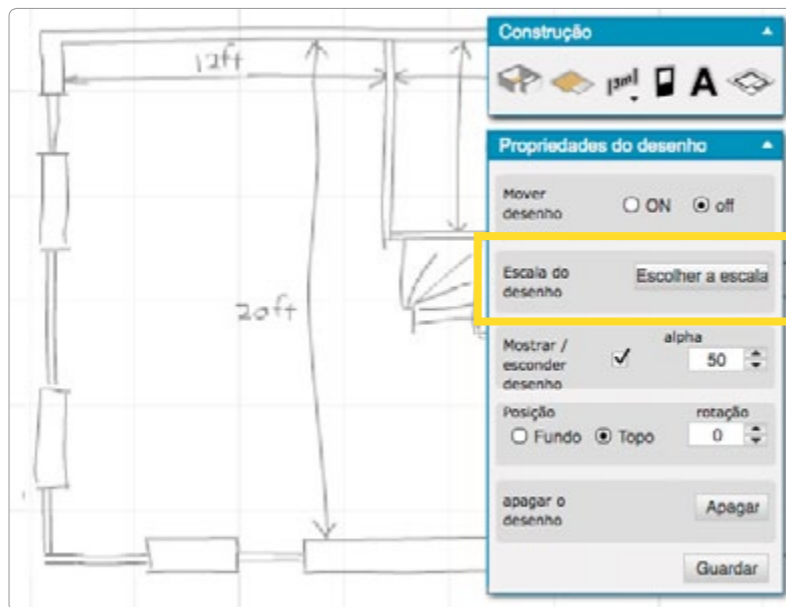 12ft
20ft
Construção
3m
A
Propriedades do desenho
Mover
desenho
ON
off
Escala do
desenho
Escolher a escala
Mostrar /
esconder
desenho
alpha
50
Posição
rotação
Fundo
Topo
0
apagar o
desenho
Apagar
Guardar